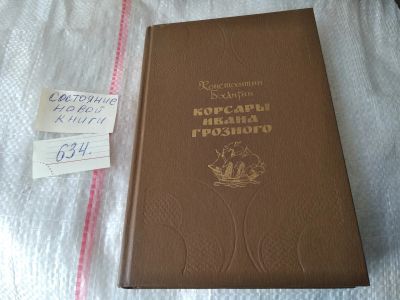 СОСТОЯНИЕ
НОВОЙ
КНИГИ
634.
Константин
Бадигин
КОРСАРЫ
ИВАНА
ГРОЗНОГО